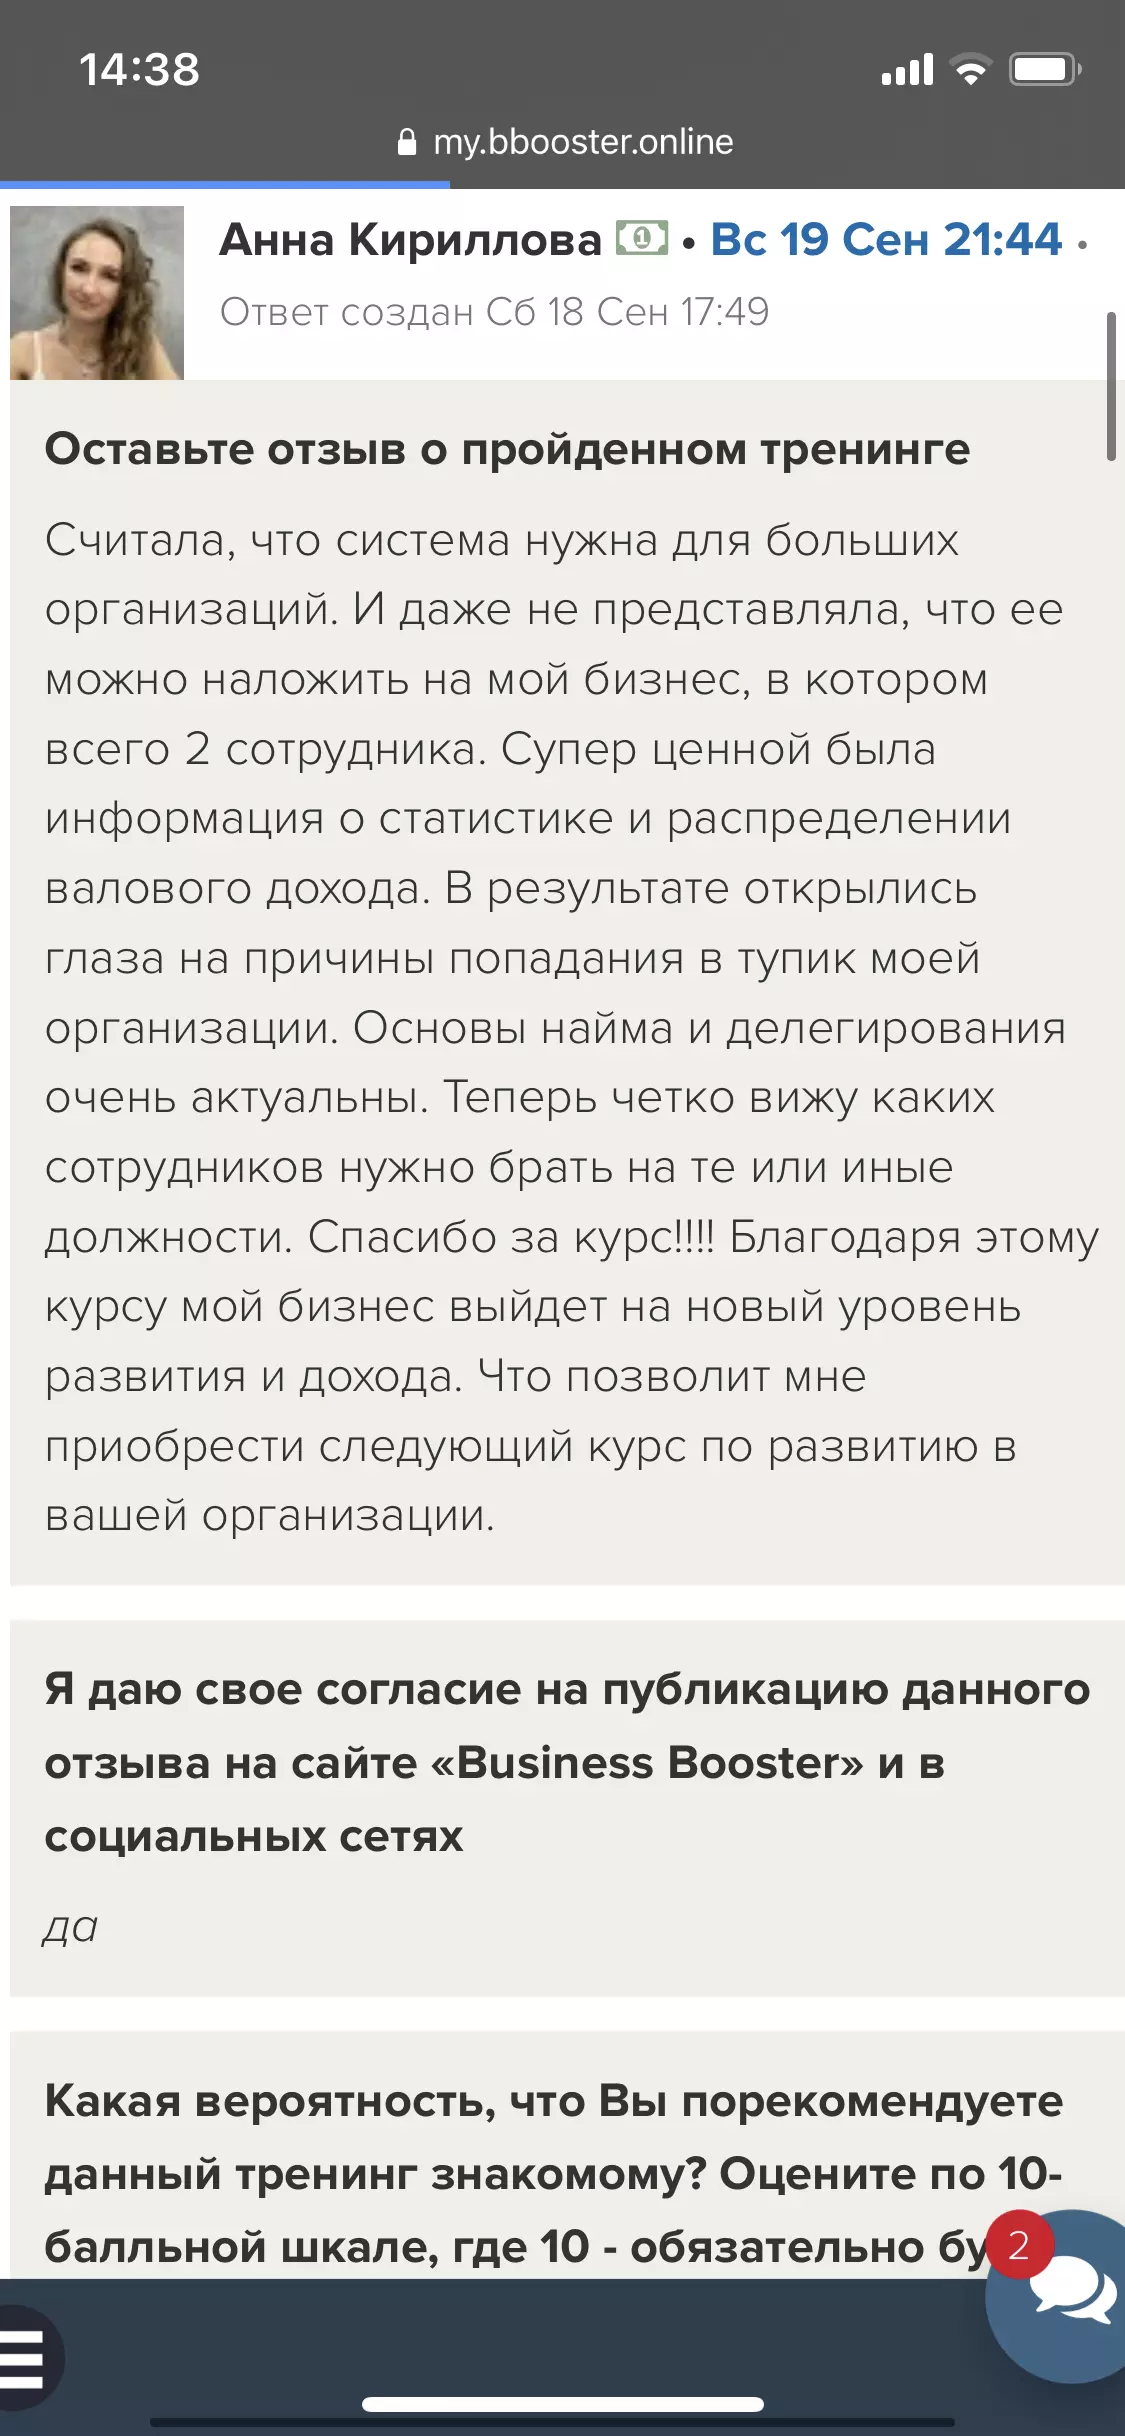 14:38
my.bbooster.online
Анна Кириллова • Вс 19 Сен 21:44 •
Ответ создан Сб 18 Сен 17:49
Оставьте отзыв о пройденном тренинге
Считала, что система нужна для больших
организаций. И даже не представляла, что ее
можно наложить на мой бизнес, в котором
всего 2 сотрудника. Супер ценной была
информация о статистике и распределении
валового дохода. В результате открылись
глаза на причины попадания в тупик моей
организации. Основы найма и делегирования
очень актуальны. Теперь четко вижу каких
сотрудников нужно брать на те или иные
должности. Спасибо за курс!!!! Благодаря этому
курсу мой бизнес выйдет на новый уровень
развития и дохода. Что позволит мне
приобрести следующий курс по развитию в
вашей организации.
Я даю свое согласие на публикацию данного
отзыва на сайте «Business Booster» и в
социальных сетях
да
Какая вероятность, что Вы порекомендуете
данный тренинг знакомому? Оцените по 10-
балльной шкале, где 10 - обязательно бу
2